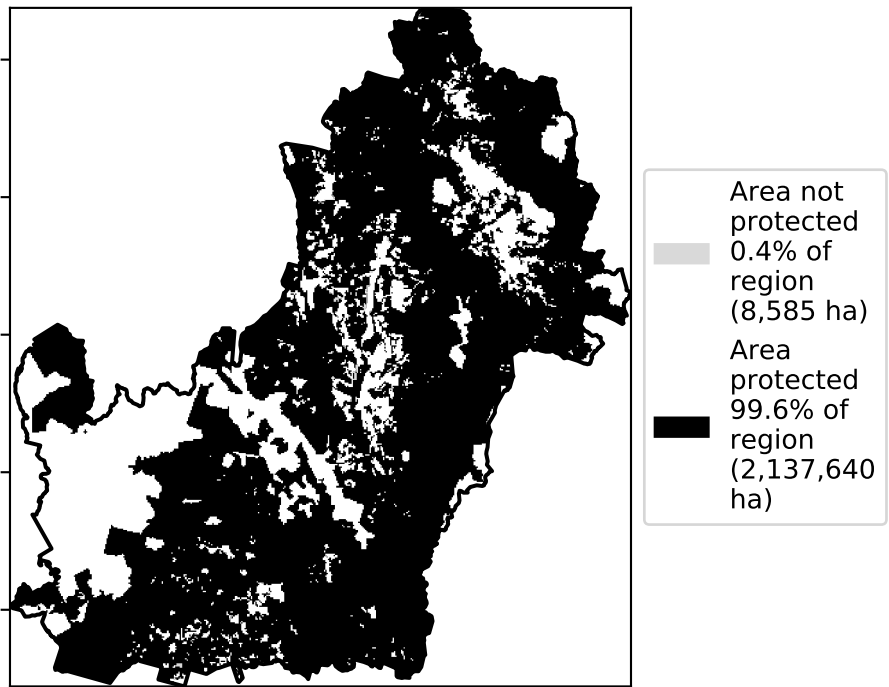 Area not
protected
0.4% of
region
(8,585 ha)
Area
protected
99.6% of
region
(2,137,640
ha)